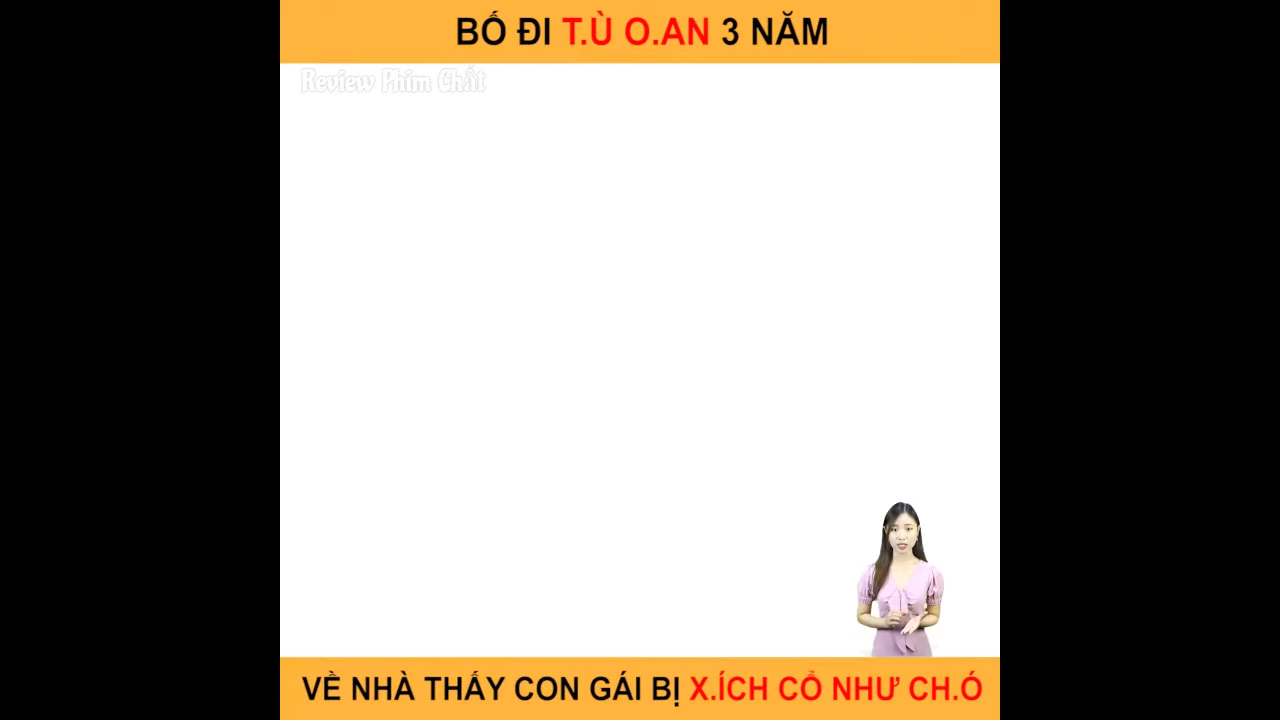 BỐ ĐI T.Ù O.AN 3 NĂM
Review Phim Chất
VỀ NHÀ THẤY CON GÁI BỊ X.ÍCH CỔ NHƯ CH.Ó